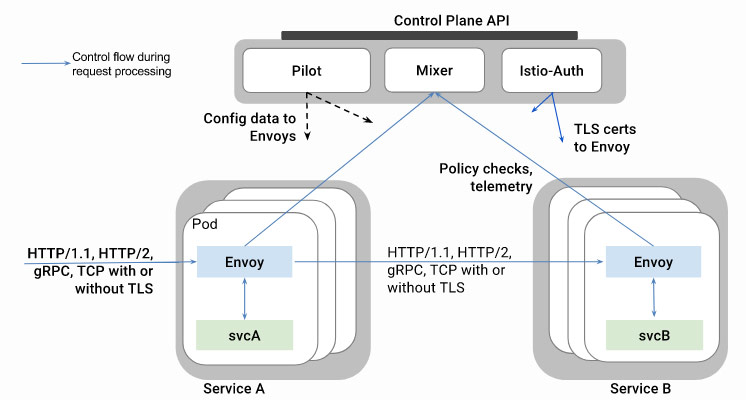 Control Plane API
Control flow during
request processing
Pilot
Mixer
Istio-Auth
Config data to
Envoys
TLS certs
to Envoy
Policy checks,
telemetry
Pod
HTTP/1.1, HTTP/2,
gRPC, TCP with or
without TLS
Envoy
svcA
HTTP/1.1, HTTP/2,
gRPC, TCP with or
without TLS
Envoy
svcB
Service A
Service B